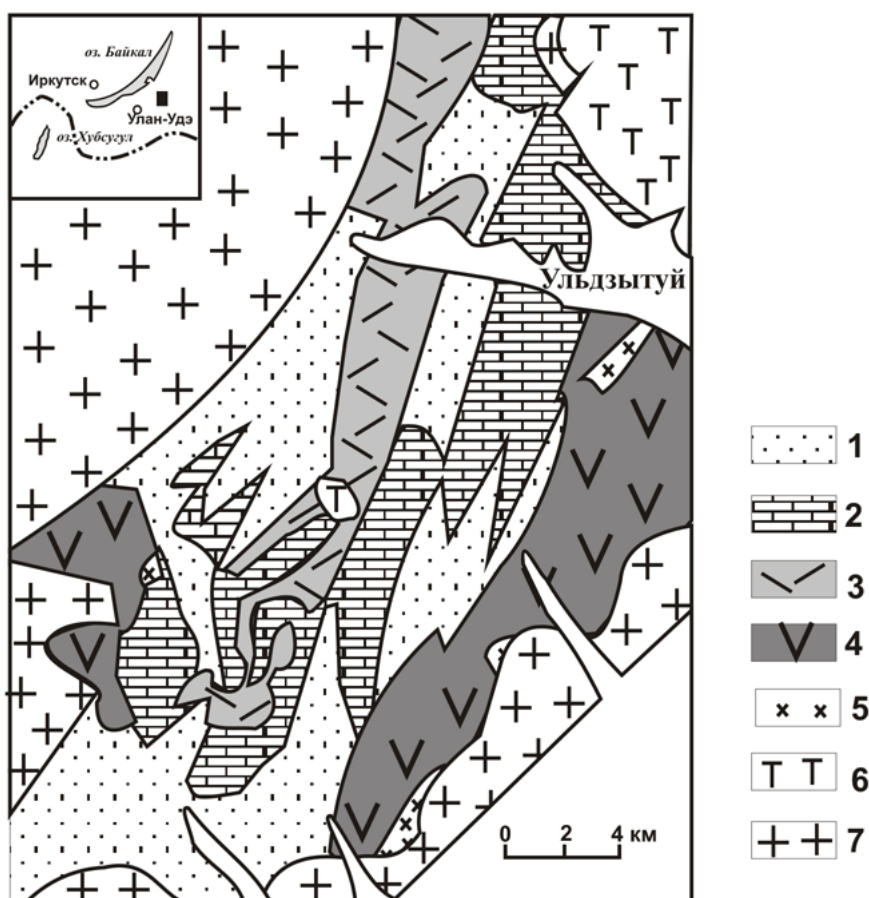 оз. Байкал
Иркутск
Улан-Удэ
оз. Хубсугул
Ульдзытуй
1
2
3
4
5
6
7
0 2 4 км